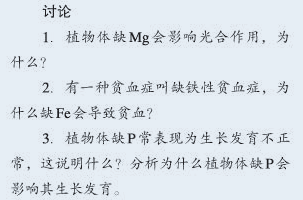 讨论
1. 植物体缺Mg会影响光合作用，为
什么？
2. 有一种贫血症叫缺铁性贫血症，为
什么缺Fe会导致贫血？
3. 植物体缺P常表现为生长发育不正
常，这说明什么？分析为什么植物体缺P会
影响其生长发育。